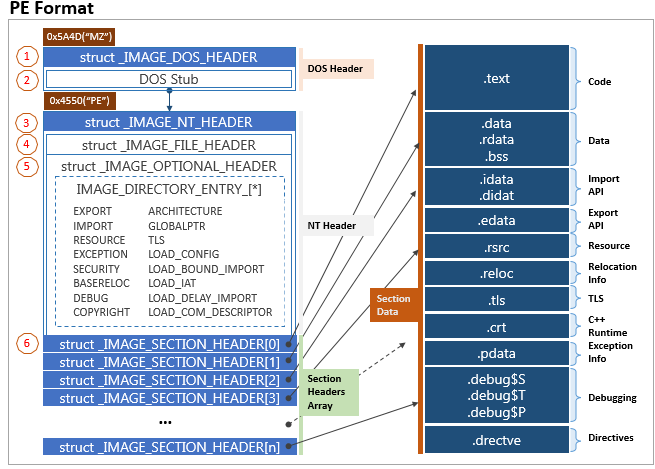 PE Format
0x5A4D("MZ")
1
struct _IMAGE_DOS_HEADER
2
DOS Stub
DOS Header
0x4550("PE")
3
struct _IMAGE_NT_HEADER
4
struct _IMAGE_FILE_HEADER
5
struct _IMAGE_OPTIONAL_HEADER
IMAGE_DIRECTORY_ENTRY_[*]
EXPORT ARCHITECTURE
IMPORT GLOBALPTR
RESOURCE TLS
EXCEPTION LOAD_CONFIG
SECURITY LOAD_BOUND_IMPORT
BASERELOC LOAD_IAT
DEBUG LOAD_DELAY_IMPORT
COPYRIGHT LOAD_COM_DESCRIPTOR
NT Header
6
struct _IMAGE_SECTION_HEADER[0]
struct _IMAGE_SECTION_HEADER[1]
struct _IMAGE_SECTION_HEADER[2]
struct _IMAGE_SECTION_HEADER[3]
...
struct _IMAGE_SECTION_HEADER[n]
Section
Headers
Array
Section
Data
.text
Code
.data
.rdata
.bss
Data
.idata
.didat
Import
API
.edata
Export
API
.rsrc
Resource
.reloc
Relocation
Info
.tls
TLS
.crt
C++
Runtime
.pdata
Exception
Info
.debug$S
.debug$T
.debug$P
Debugging
.drectve
Directives